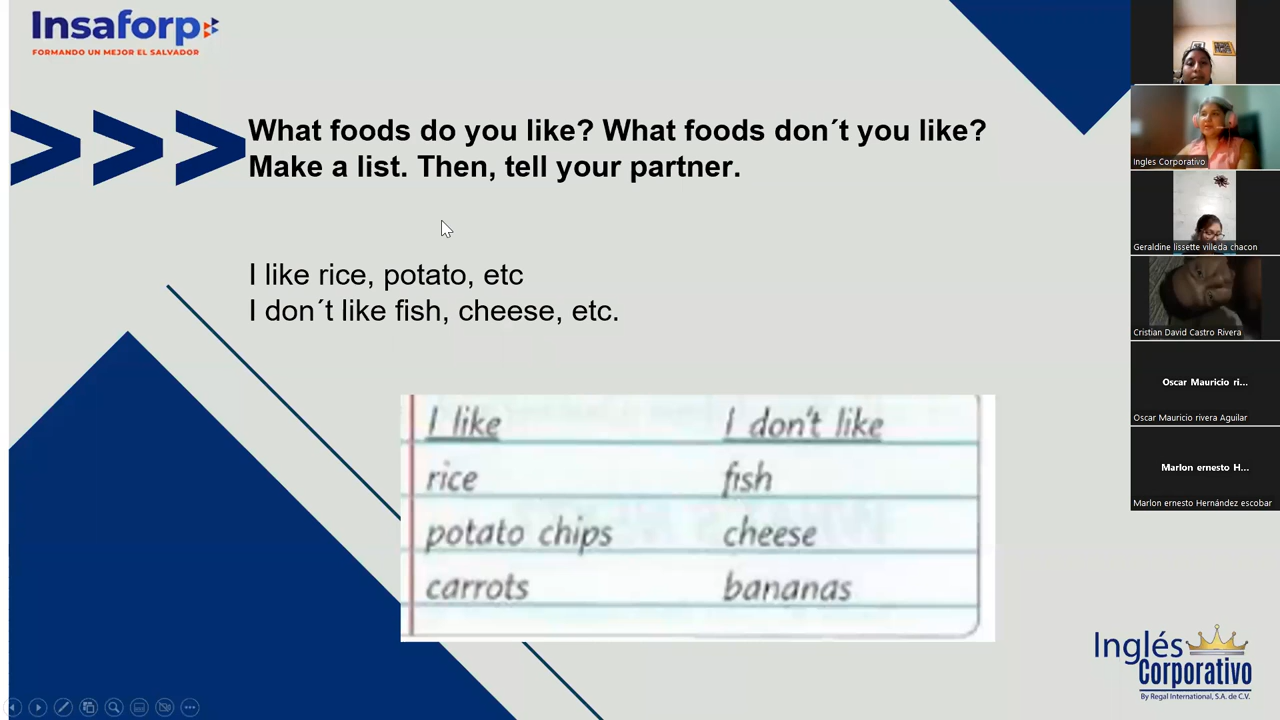 Insaforp
FORMANDO UN MEJOR EL SALVADOR
What foods do you like? What foods don´t you like?
Make a list. Then, tell your partner.
I like rice, potato, etc
I don´t like fish, cheese, etc.
I like I don't like
rice fish
potato chips cheese
carrots bananas
Ingles Corporativo
Geraldine lissette villeda chacon
Cristian David Castro Rivera
Oscar Mauricio ri...
Oscar Mauricio rivera Aguilar
Marlon ernesto H...
Marlon ernesto Hernández escobar
Inglés
Corporativo
By Regal International, S.A. de C.V.